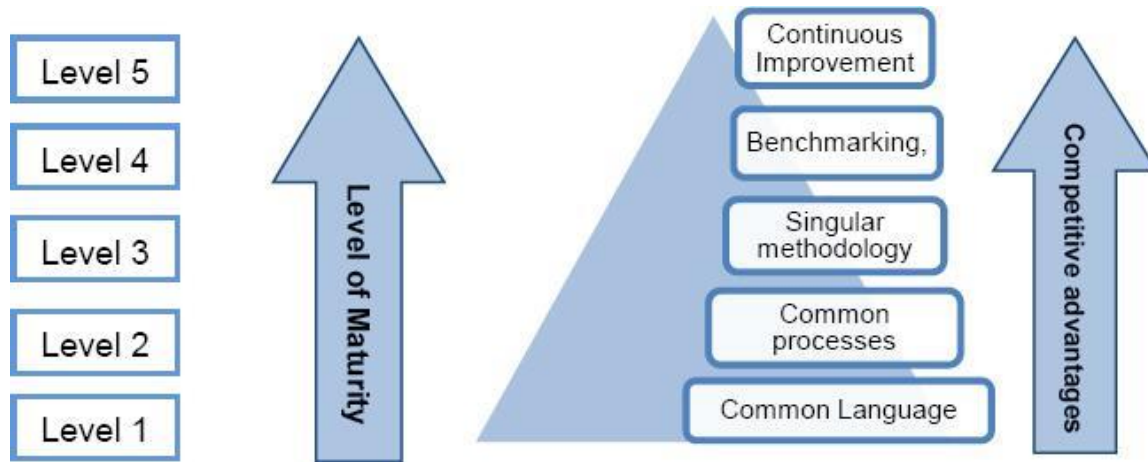 Level 5
Level 4
Level 3
Level 2
Level 1
Level of Maturity
Continuous
Improvement
Benchmarking,
Singular
methodology
Common
processes
Common Language
Competitive advantages